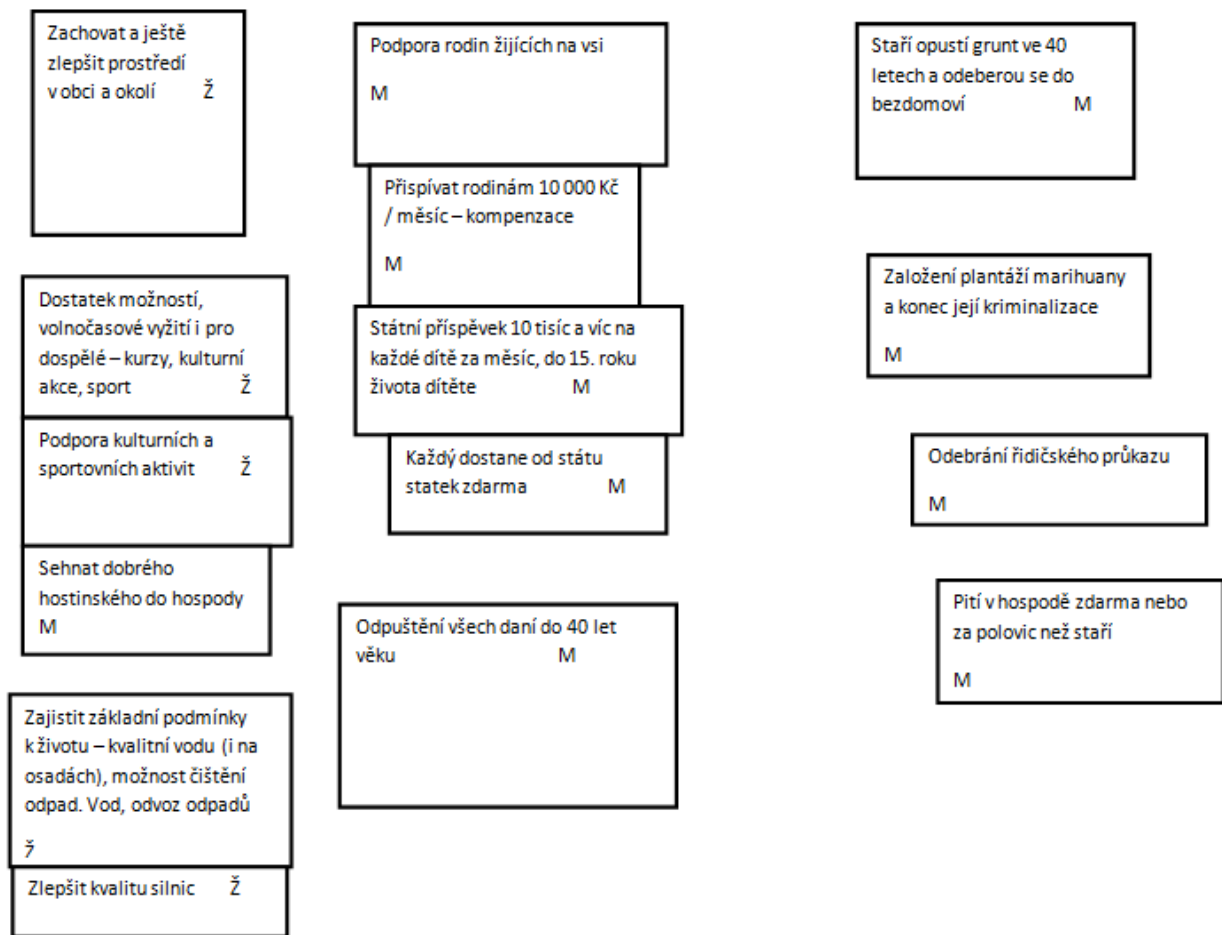 Zachovat a ještě
zlepšit prostředí
v obci a okolí Ž
Dostatek možností,
volnočasové vyžití i pro
dospělé – kurzy, kulturní
akce, sport Ž
Podpora kulturních a
sportovních aktivit Ž
Sehnat dobrého
hostinského do hospody
M
Zajistit základní podmínky
k životu – kvalitní vodu (i na
osadách), možnost čištění
odpad. Vod, odvoz odpadů
ž
Zlepšit kvalitu silnic Ž
Podpora rodin žijících na vsi
M
Přispívat rodinám 10 000 Kč
/ měsíc – kompenzace
M
Státní příspěvek 10 tisíc a víc na
každé dítě za měsíc, do 15. roku
života dítěte M
Každý dostane od státu
statek zdarma M
Odpuštění všech daní do 40 let
věku M
Staří opustí grunt ve 40
letech a odeberou se do
bezdomoví M
Založení plantáží marihuany
a konec její kriminalizace
M
Odebrání řidičského průkazu
M
Pití v hospodě zdarma nebo
za polovic než staří
M